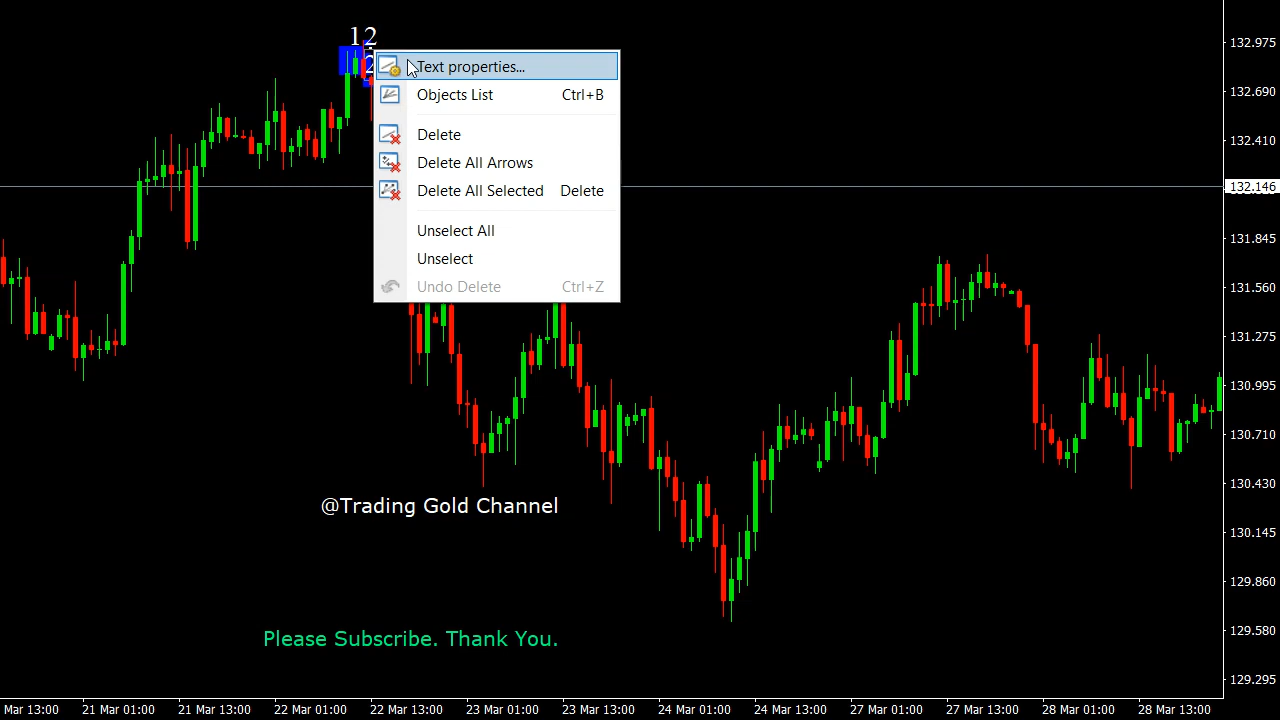 12
2
Text properties...
Objects List Ctrl+B
Delete
Delete All Arrows
Delete All Selected Delete
Unselect All
Unselect
Undo Delete Ctrl+Z
@Trading Gold Channel
Please Subscribe. Thank You.
132.975
132.690
132.410
132.146
131.845
131.560
131.275
130.995
130.710
130.430
130.145
129.860
129.580
129.295
Mar 13:00 21 Mar 01:00 21 Mar 13:00 22 Mar 01:00 22 Mar 13:00 23 Mar 01:00 23 Mar 13:00 24 Mar 01:00 24 Mar 13:00 27 Mar 01:00 27 Mar 13:00 28 Mar 01:00 28 Mar 13:00